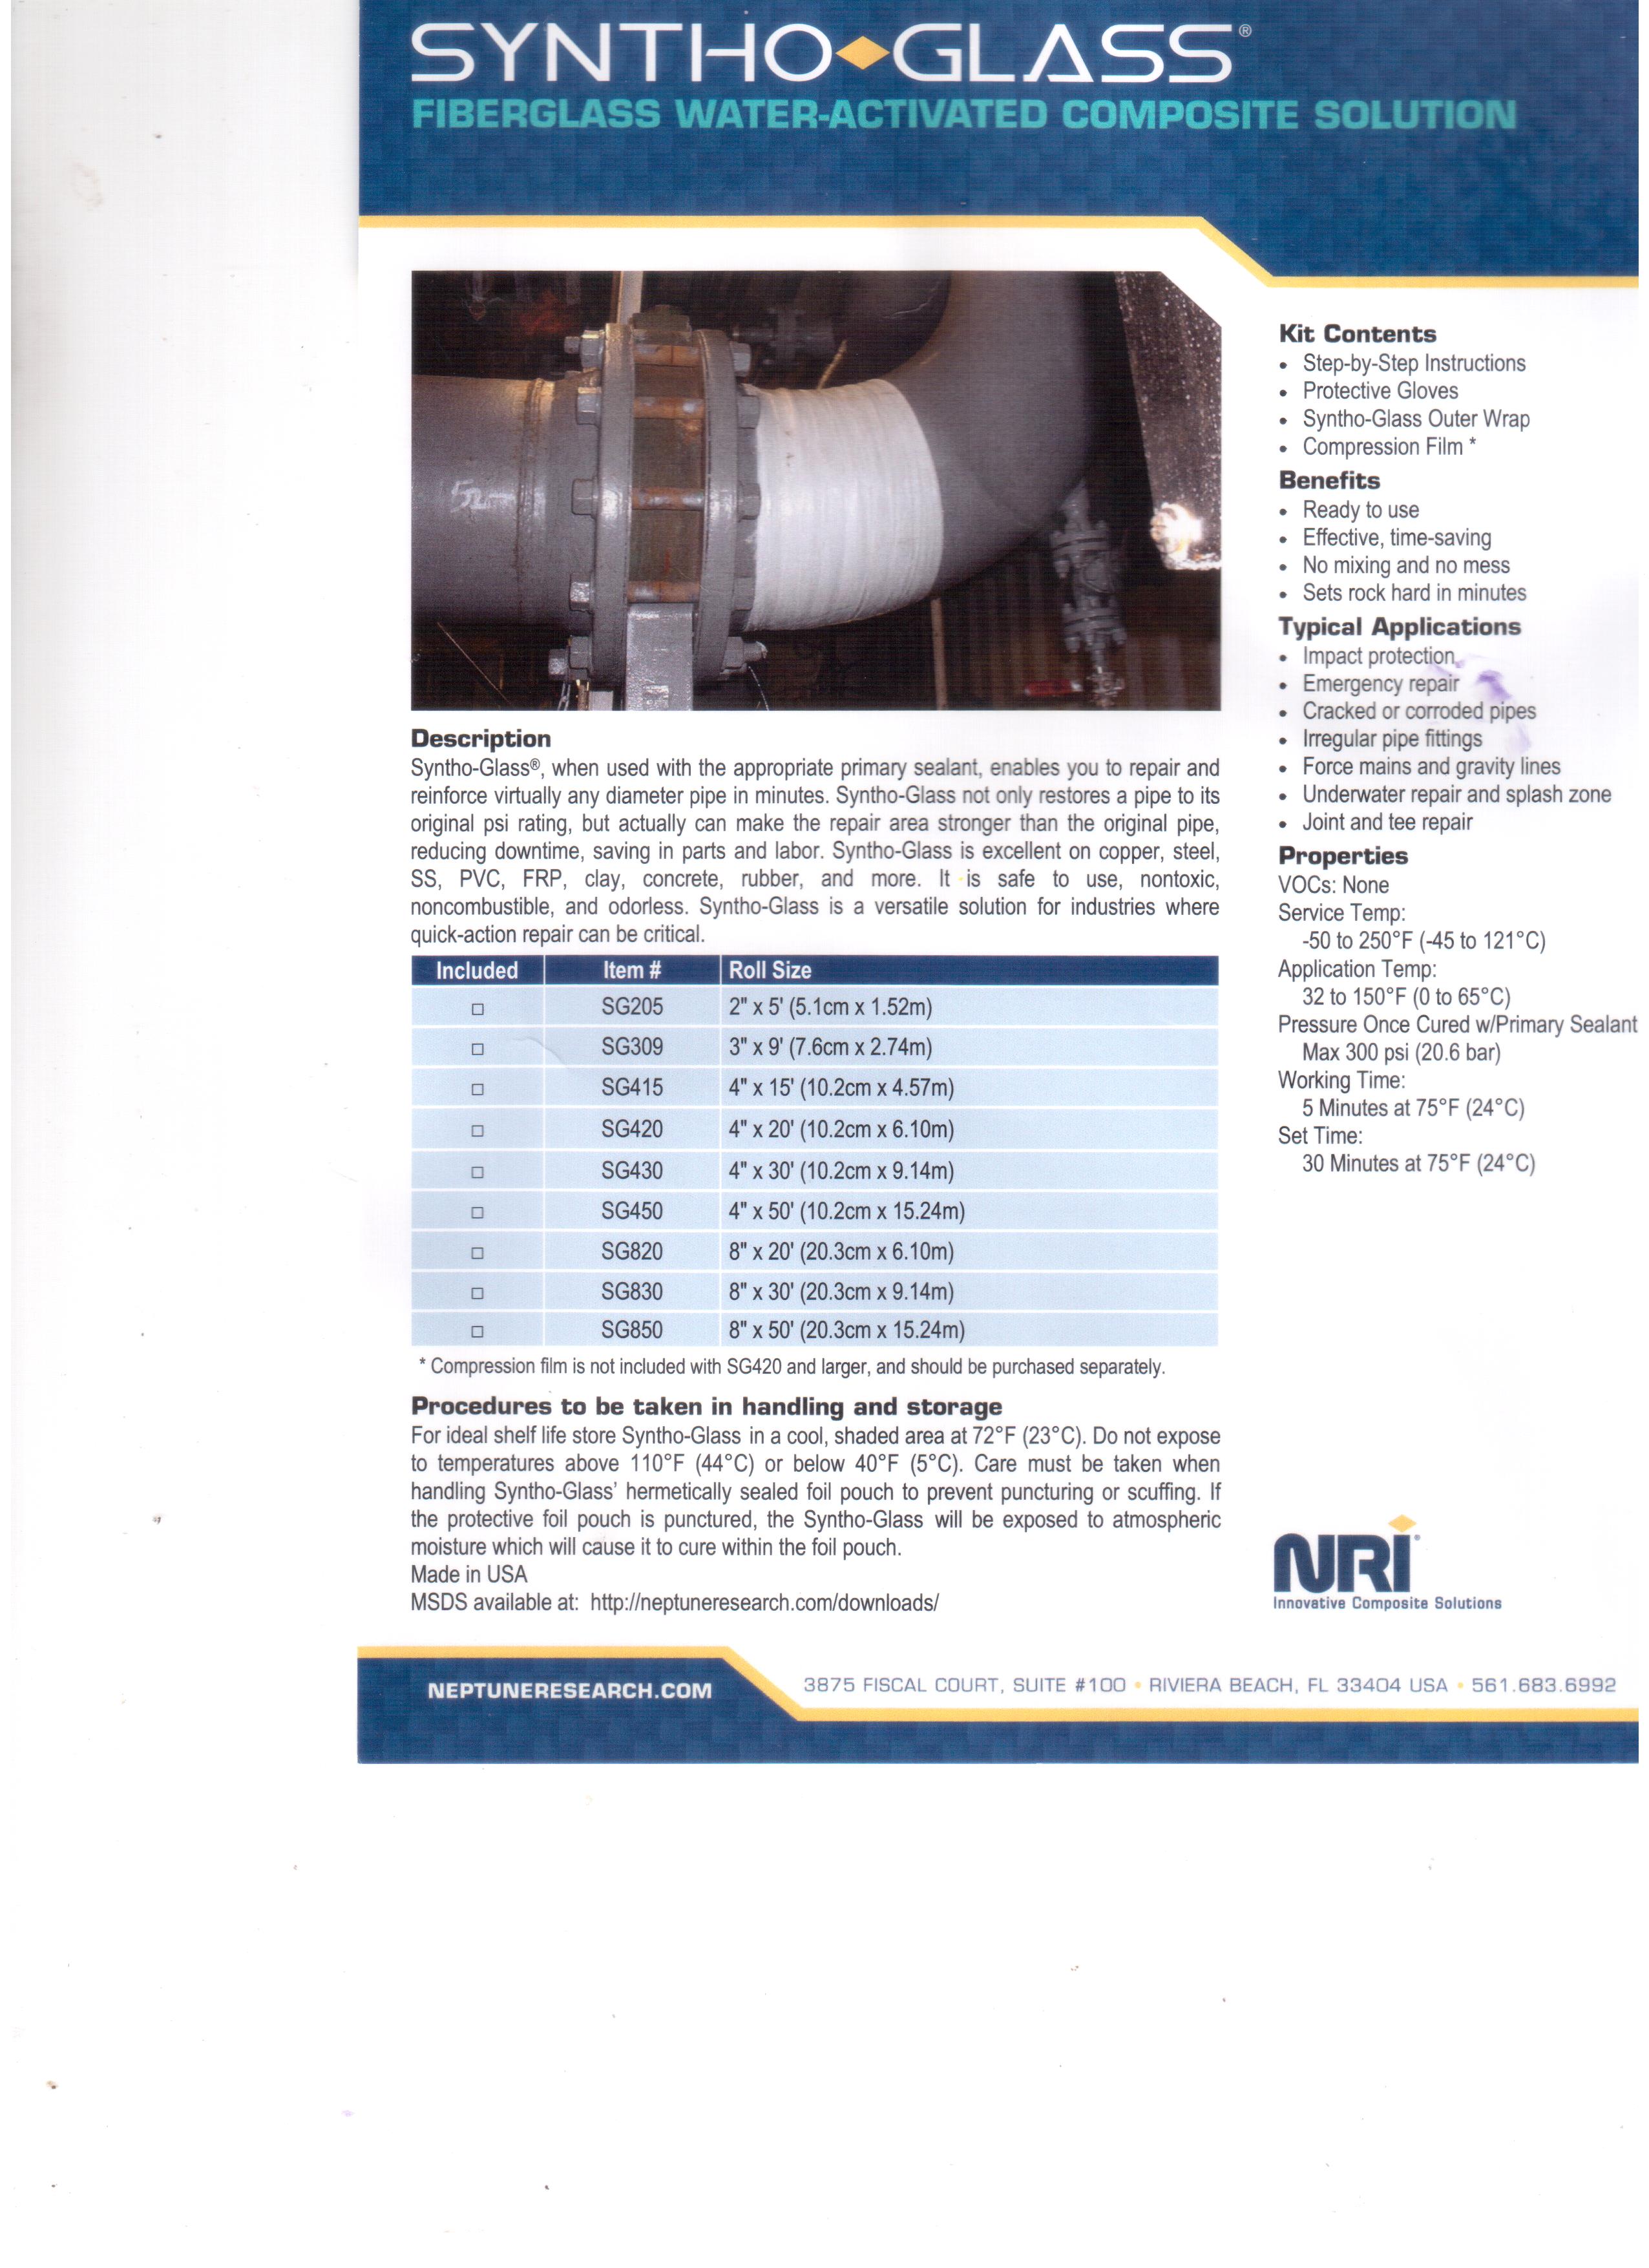 SYNTHO GLASS®
FIBERGLASS WATER-ACTIVATED COMPOSITE SOLUTION
52
Description
Syntho-Glass®, when used with the appropriate primary sealant, enables you to repair and
reinforce virtually any diameter pipe in minutes. Syntho-Glass not only restores a pipe to its
original psi rating, but actually can make the repair area stronger than the original pipe,
reducing downtime, saving in parts and labor. Syntho-Glass is excellent on copper, steel,
SS, PVC, FRP, clay, concrete, rubber, and more. It is safe to use, nontoxic,
noncombustible, and odorless. Syntho-Glass is a versatile solution for industries where
quick-action repair can be critical.
Included Item # Roll Size
□ SG205 2" x 5' (5.1cm x 1.52m)
□ SG309 3" x 9' (7.6cm x 2.74m)
□ SG415 4" x 15' (10.2cm x 4.57m)
□ SG420 4" x 20' (10.2cm x 6.10m)
□ SG430 4" x 30' (10.2cm x 9.14m)
□ SG450 4" x 50' (10.2cm x 15.24m)
□ SG820 8" x 20' (20.3cm x 6.10m)
□ SG830 8" x 30' (20.3cm x 9.14m)
□ SG850 8" x 50' (20.3cm x 15.24m)
* Compression film is not included with SG420 and larger, and should be purchased separately.
Procedures to be taken in handling and storage
For ideal shelf life store Syntho-Glass in a cool, shaded area at 72°F (23°C). Do not expose
to temperatures above 110°F (44°C) or below 40°F (5°C). Care must be taken when
handling Syntho-Glass' hermetically sealed foil pouch to prevent puncturing or scuffing. If
the protective foil pouch is punctured, the Syntho-Glass will be exposed to atmospheric
moisture which will cause it to cure within the foil pouch.
Made in USA
MSDS available at: http://neptuneresearch.com/downloads/
Kit Contents
• Step-by-Step Instructions
• Protective Gloves
• Syntho-Glass Outer Wrap
• Compression Film *
Benefits
• Ready to use
• Effective, time-saving
• No mixing and no mess
• Sets rock hard in minutes
Typical Applications
• Impact protection
• Emergency repair
• Cracked or corroded pipes
• Irregular pipe fittings
• Force mains and gravity lines
• Underwater repair and splash zone
• Joint and tee repair
Properties
VOCs: None
Service Temp:
-50 to 250°F (-45 to 121°C)
Application Temp:
32 to 150°F (0 to 65°C)
Pressure Once Cured w/Primary Sealant
Max 300 psi (20.6 bar)
Working Time:
5 Minutes at 75°F (24°C)
Set Time:
30 Minutes at 75°F (24°C)
NRI®
Innovative Composite Solutions
NEPTUNERESEARCH.COM
3875 FISCAL COURT, SUITE #100 • RIVIERA BEACH, FL 33404 USA • 561.683.6992